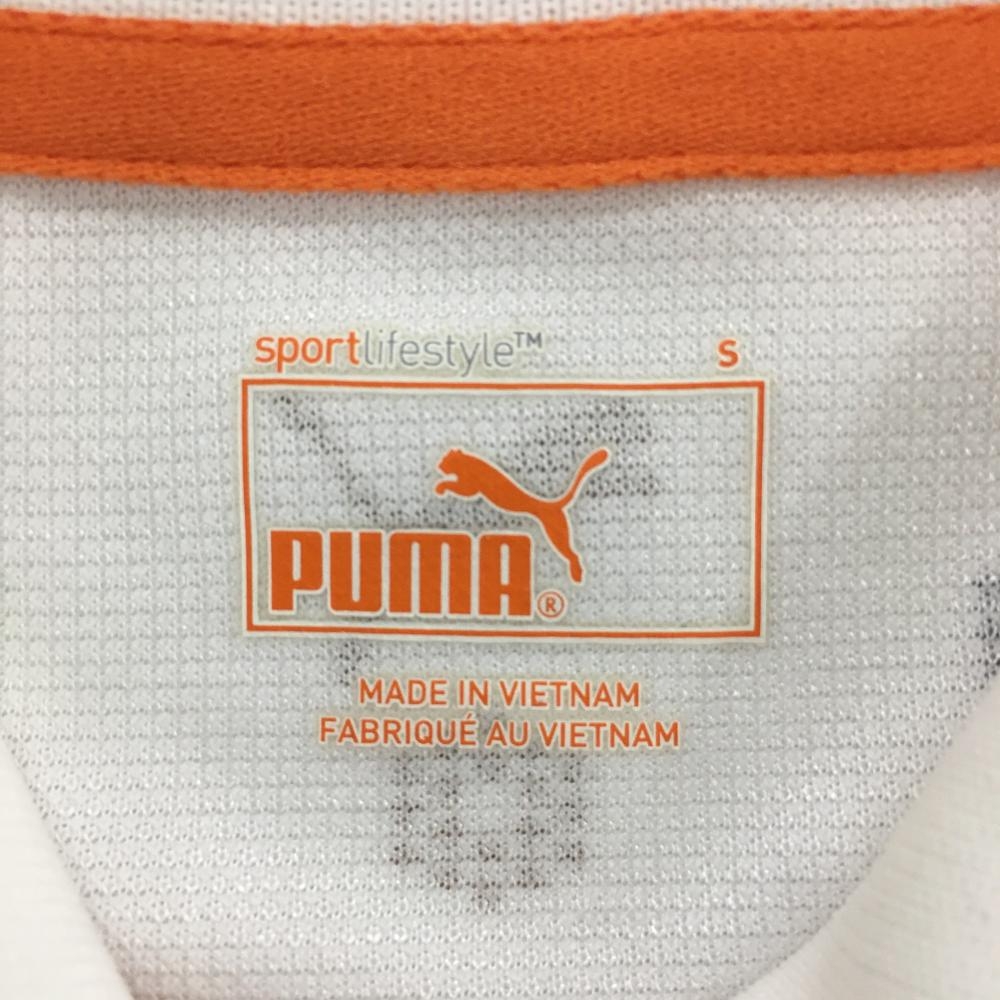 sportlifestyle™ S
PUMA®
MADE IN VIETNAM
FABRIQUÉ AU VIETNAM